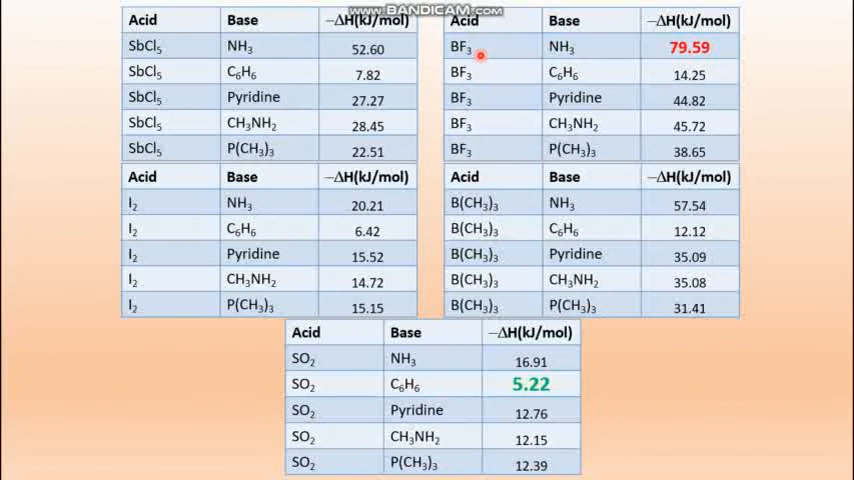 www.BANDICAM.com
Acid Base −ΔH(kJ/mol)
SbCl₅ NH₃ 52.60
SbCl₅ C₆H₆ 7.82
SbCl₅ Pyridine 27.27
SbCl₅ CH₃NH₂ 28.45
SbCl₅ P(CH₃)₃ 22.51
Acid Base −ΔH(kJ/mol)
BF₃ NH₃ 79.59
BF₃ C₆H₆ 14.25
BF₃ Pyridine 44.82
BF₃ CH₃NH₂ 45.72
BF₃ P(CH₃)₃ 38.65
Acid Base −ΔH(kJ/mol)
I₂ NH₃ 20.21
I₂ C₆H₆ 6.42
I₂ Pyridine 15.52
I₂ CH₃NH₂ 14.72
I₂ P(CH₃)₃ 15.15
Acid Base −ΔH(kJ/mol)
B(CH₃)₃ NH₃ 57.54
B(CH₃)₃ C₆H₆ 12.12
B(CH₃)₃ Pyridine 35.09
B(CH₃)₃ CH₃NH₂ 35.08
B(CH₃)₃ P(CH₃)₃ 31.41
Acid Base −ΔH(kJ/mol)
SO₂ NH₃ 16.91
SO₂ C₆H₆ 5.22
SO₂ Pyridine 12.76
SO₂ CH₃NH₂ 12.15
SO₂ P(CH₃)₃ 12.39